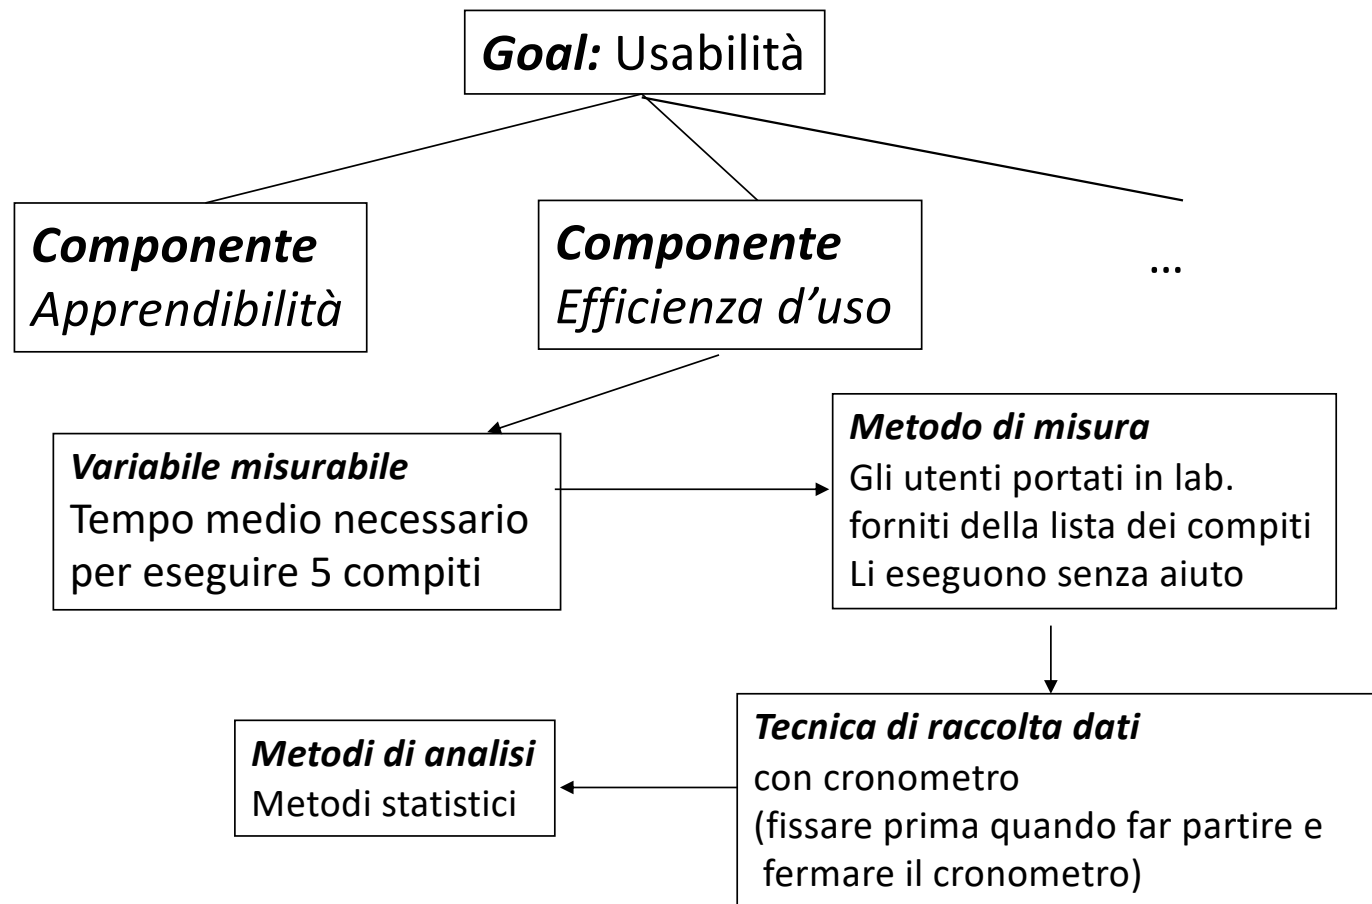 Goal: Usabilità
Componente
Apprendibilità
Componente
Efficienza d’uso
...
Variabile misurabile
Tempo medio necessario
per eseguire 5 compiti
Metodo di misura
Gli utenti portati in lab.
forniti della lista dei compiti
Li eseguono senza aiuto
Tecnica di raccolta dati
con cronometro
(fissare prima quando far partire e
fermare il cronometro)
Metodi di analisi
Metodi statistici